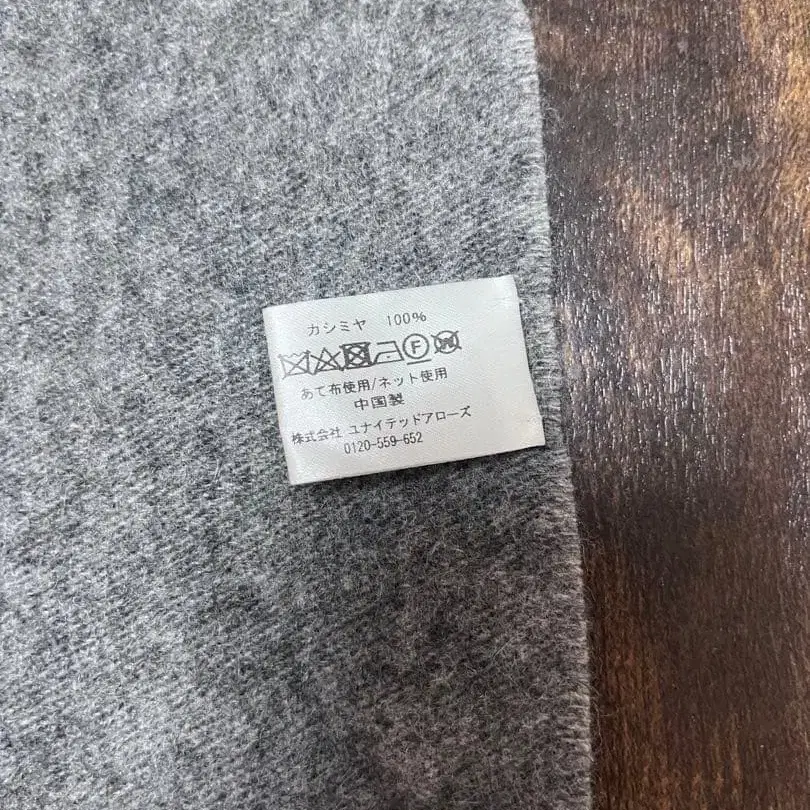 カシミヤ 100%
F W
あて布使用/ネット使用
中国製
株式会社 ユナイテッドアローズ
0120-559-652